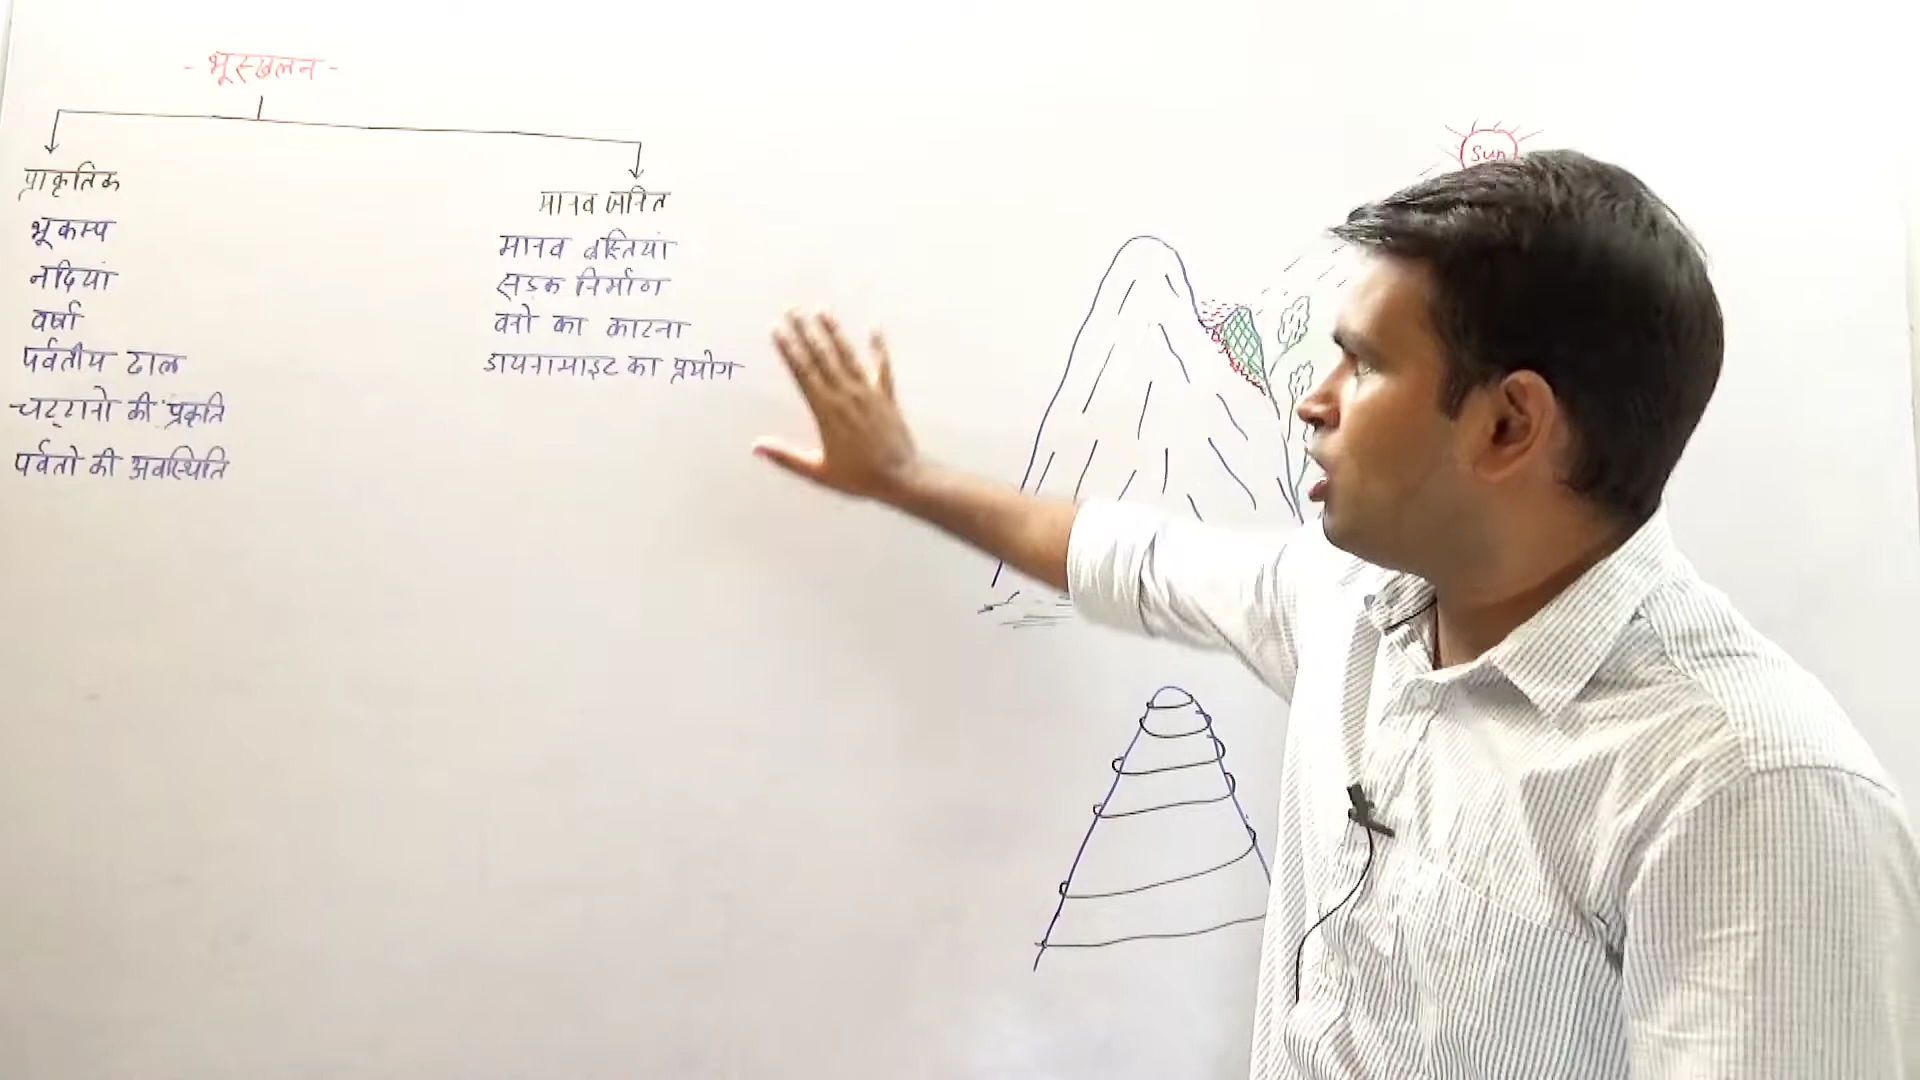 - भूस्खलन -
प्राकृतिक
भूकम्प
नदियां
वर्षा
पर्वतीय ढाल
चट्टानो की प्रकृति
पर्वतो की अवस्थिति
मानव जनित
मानव बस्तियां
सड़क निर्माण
वनो का काटना
डायनामाइट का प्रयोग
Sun